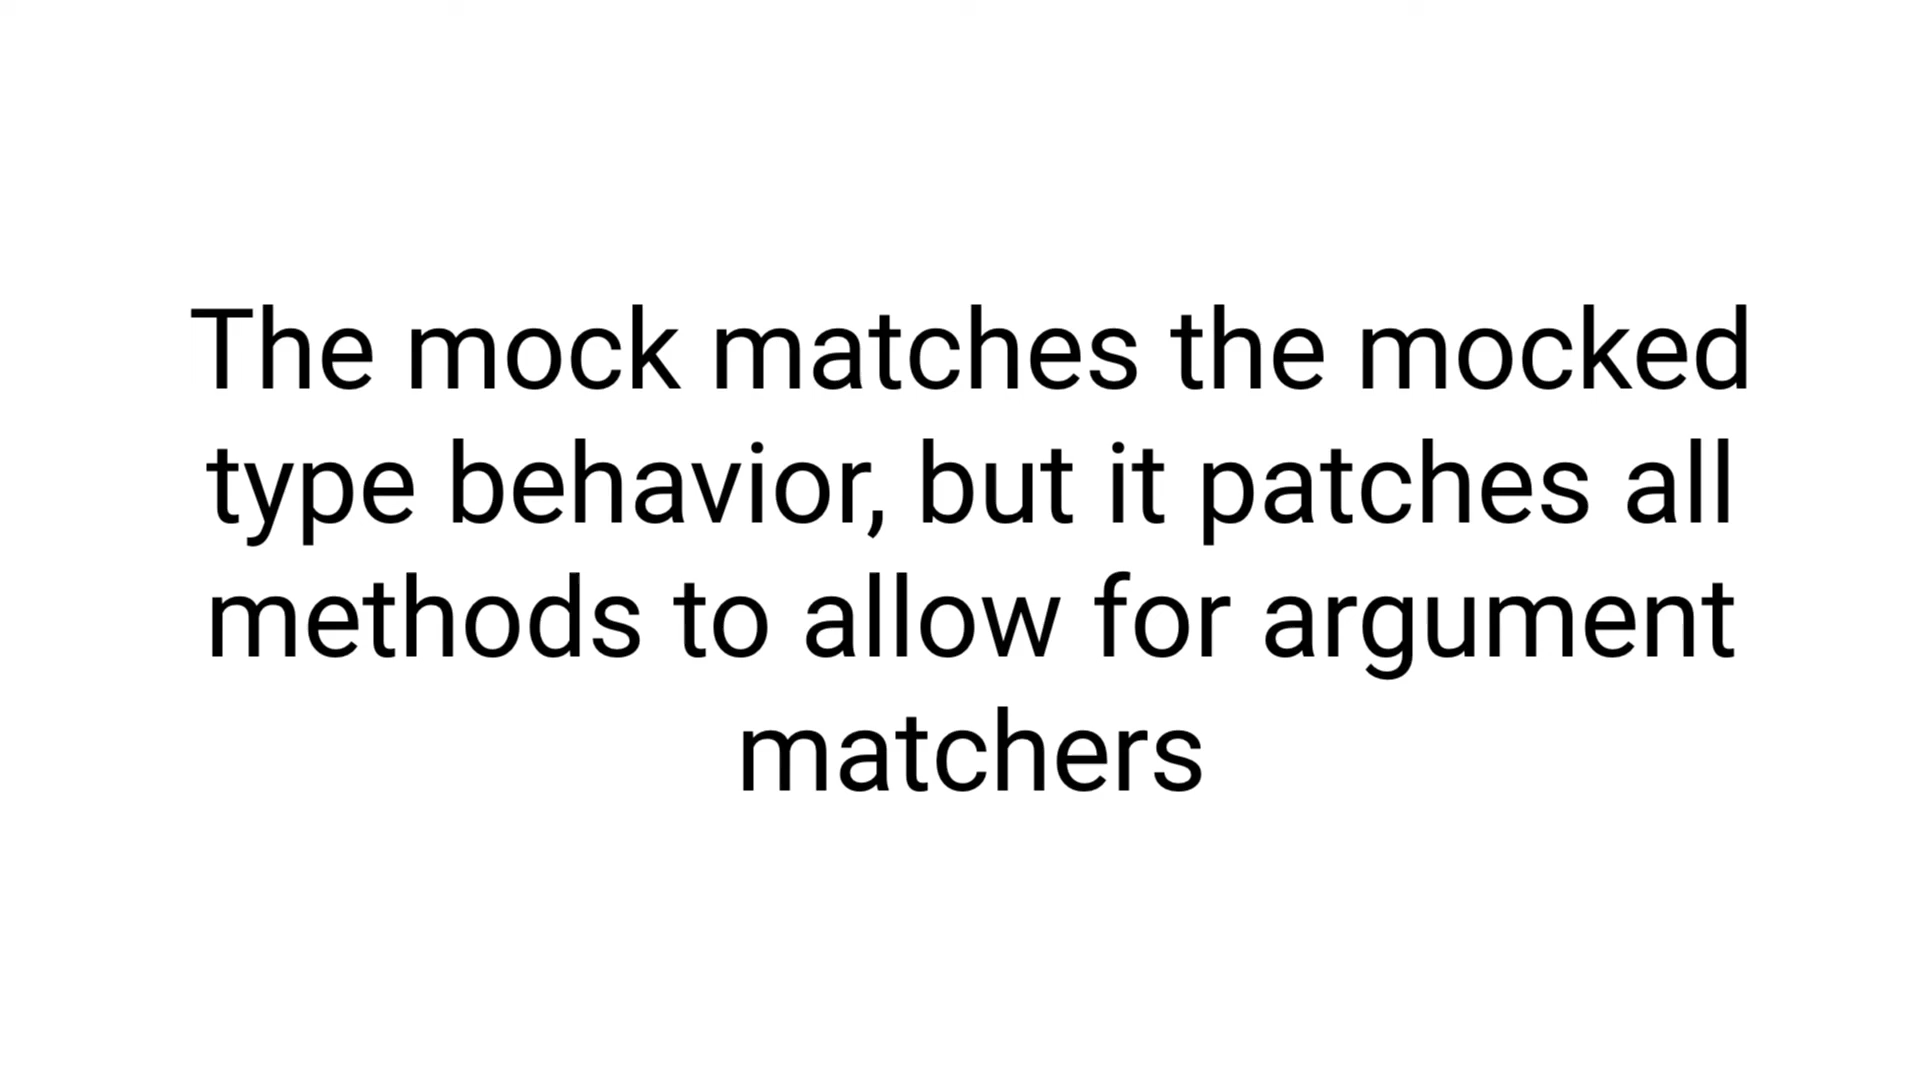 The mock matches the mocked
type behavior, but it patches all
methods to allow for argument
matchers